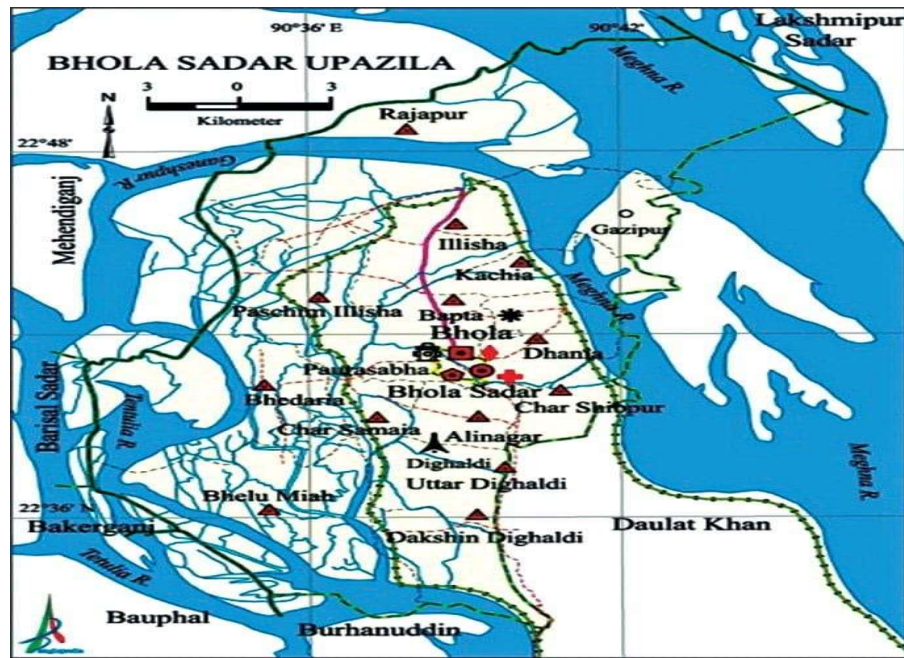 90°36' E
90°42'
Lakshmipur
Sadar
BHOLA SADAR UPAZILA
Meghna R.
3 0 3
Kilometer
N
Rajapur
22°48'
Ganeshpur R.
Mehendiganj
Gazipur
Illisha
Kachia
Meghna R.
Paschim Illisha
Bapta
Bhola
Dhania
Paurasabha
Bhola Sadar
Barisal Sadar
Bhedaria
Char Shibpur
Tetulia R.
Char Samaia
Alinagar
Dighaldi
Uttar Dighaldi
Meghna R.
Bhelu Miah
22°36' N
Bakerganj
Daulat Khan
Dakshin Dighaldi
Tetulia R.
Bauphal
Burhanuddin